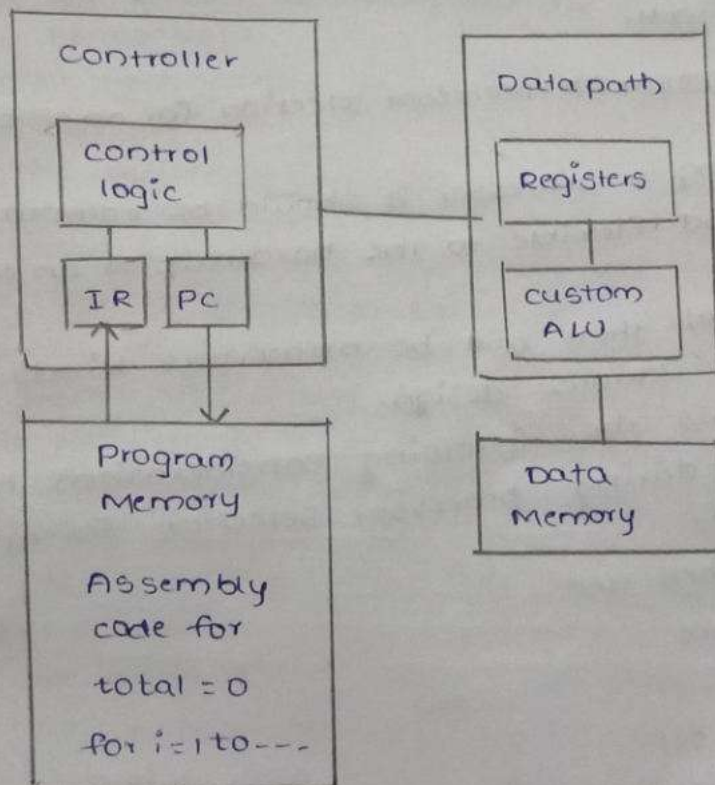 Controller
Control
logic
IR
PC
Program
Memory
Assembly
code for
total = 0
for i=1 to ---
Data path
Registers
custom
ALU
Data
Memory